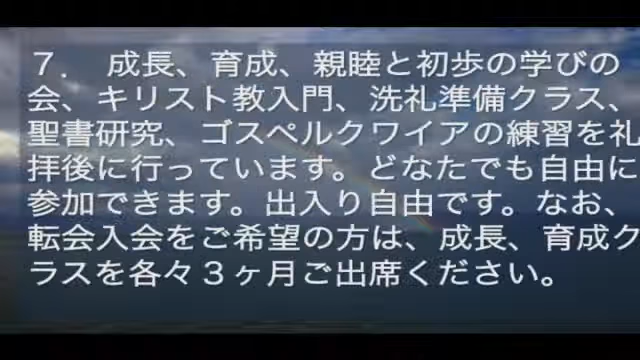 ７．　成長、育成、親睦と初歩の学びの
会、キリスト教入門、洗礼準備クラス、
聖書研究、ゴスペルクワイアの練習を礼
拝後に行っています。どなたでも自由に
参加できます。出入り自由です。なお、
転会入会をご希望の方は、成長、育成ク
ラスを各々３ヶ月ご出席ください。